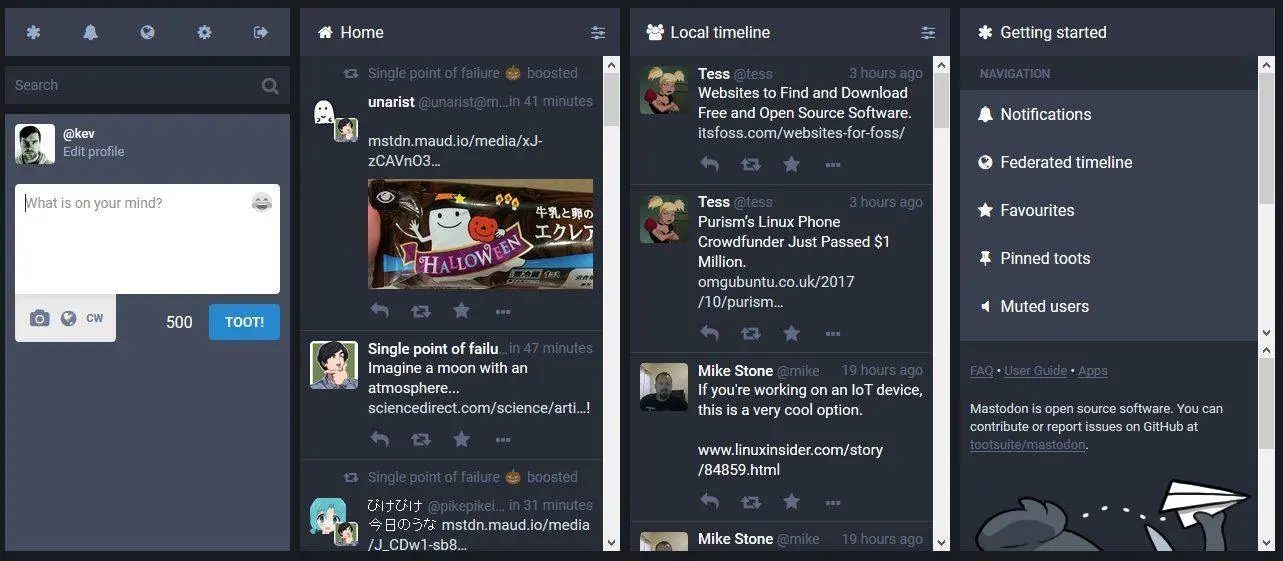 Search
@kev
Edit profile
What is on your mind?
CW
500
TOOT!
Home
Single point of failure 🎃 boosted
unarist @unarist@m... in 41 minutes
mstdn.maud.io/media/xJ-
zCAVnO3…
牛乳と卵の
エクレア
HALLOWEEN
Single point of failu… in 47 minutes
Imagine a moon with an
atmosphere...
sciencedirect.com/science/arti…!
Single point of failure 🎃 boosted
びけびけ @pikepikei... in 31 minutes
今日のうな mstdn.maud.io/media
/J_CDw1-sb8…
Local timeline
Tess @tess 3 hours ago
Websites to Find and Download
Free and Open Source Software.
itsfoss.com/websites-for-foss/
Tess @tess 3 hours ago
Purism’s Linux Phone
Crowdfunder Just Passed $1
Million.
omgubuntu.co.uk/2017
/10/purism…
Mike Stone @mike 19 hours ago
If you're working on an IoT device,
this is a very cool option.
www.linuxinsider.com/story
/84859.html
Mike Stone @mike 19 hours ago
Getting started
NAVIGATION
Notifications
Federated timeline
Favourites
Pinned toots
Muted users
FAQ • User Guide • Apps
Mastodon is open source software. You can
contribute or report issues on GitHub at
tootsuite/mastodon.